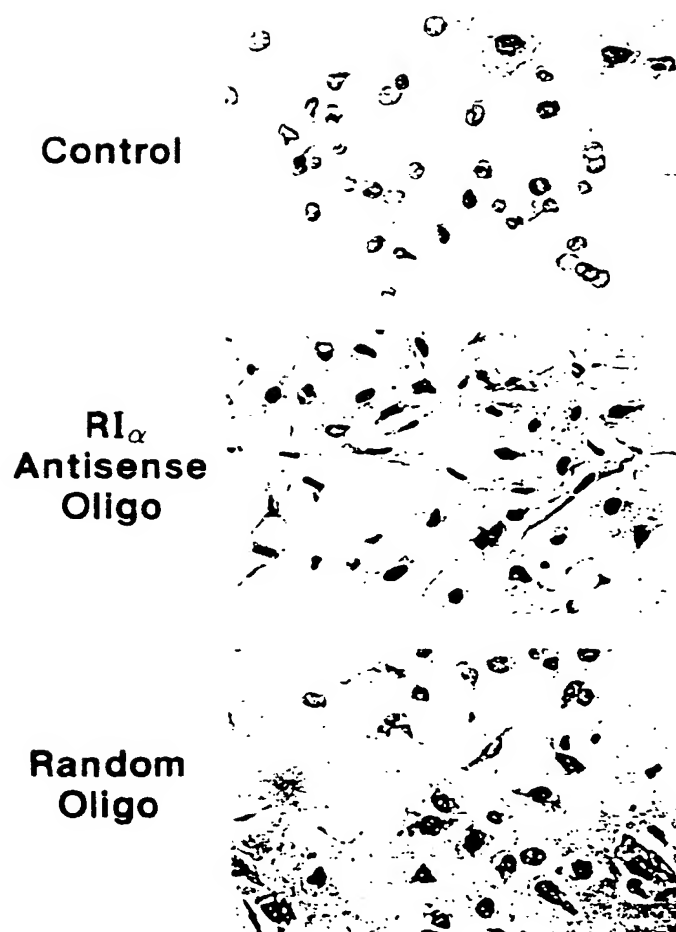 Control
RIα
Antisense
Oligo
Random
Oligo